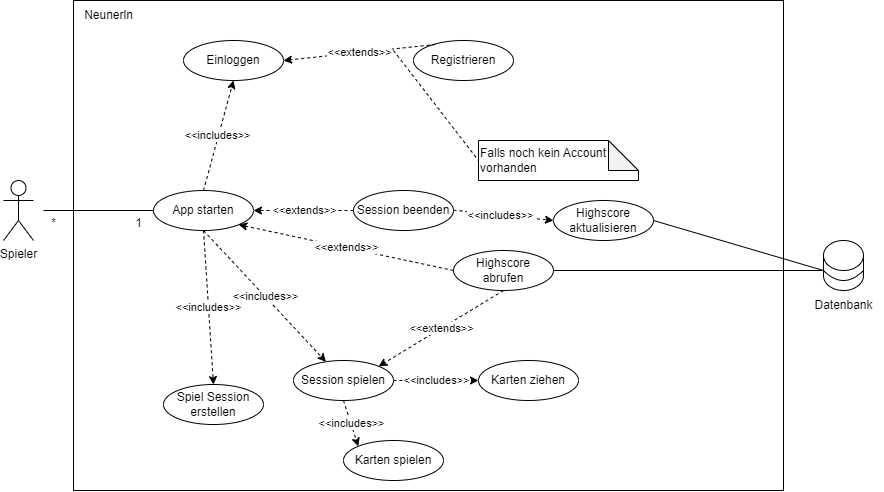 NeunerIn
Einloggen
<<extends>>
Registrieren
<<includes>>
Falls noch kein Account
vorhanden
Spieler
*
1
App starten
<<extends>>
Session beenden
<<includes>>
Highscore
aktualisieren
<<extends>>
Highscore
abrufen
Datenbank
<<includes>>
<<includes>>
<<extends>>
Session spielen
<<includes>>
Karten ziehen
Spiel Session
erstellen
<<includes>>
Karten spielen